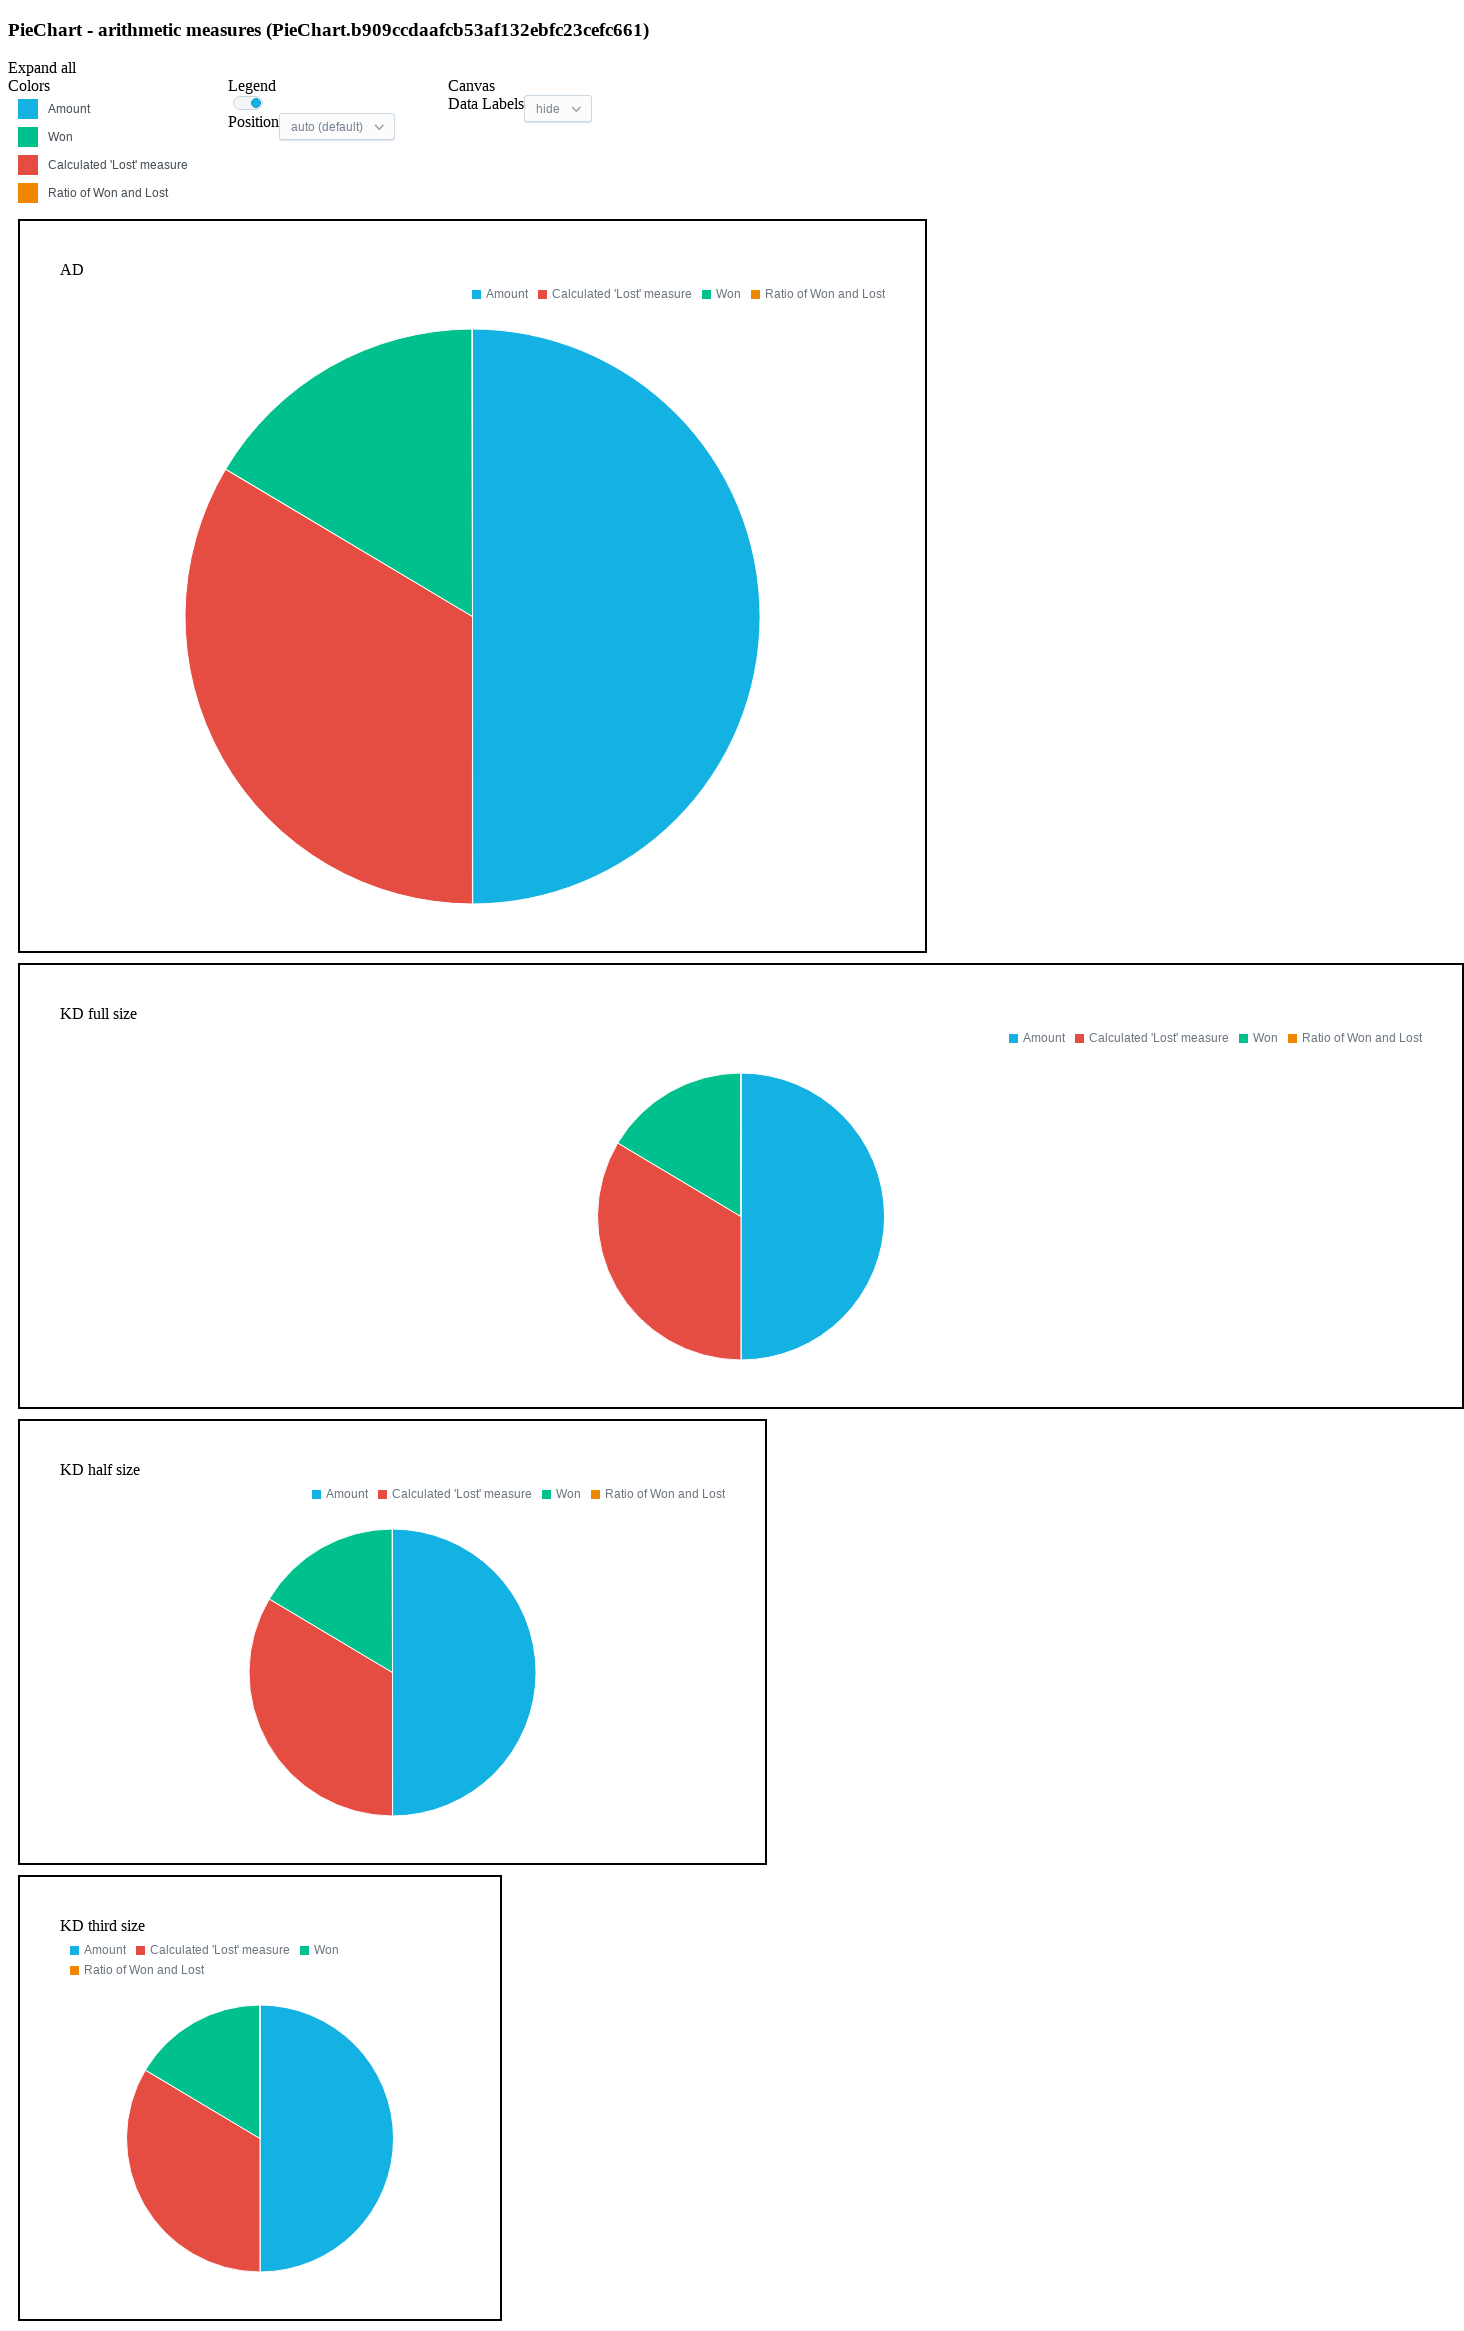 PieChart - arithmetic measures (PieChart.b909ccdaafcb53af132ebfc23cefc661)
Expand all
Colors
Amount
Won
Calculated 'Lost' measure
Ratio of Won and Lost
Legend
Position auto (default)
Canvas
Data Labels hide
AD
Amount Calculated 'Lost' measure Won Ratio of Won and Lost
KD full size
Amount Calculated 'Lost' measure Won Ratio of Won and Lost
KD half size
Amount Calculated 'Lost' measure Won Ratio of Won and Lost
KD third size
Amount Calculated 'Lost' measure Won
Ratio of Won and Lost